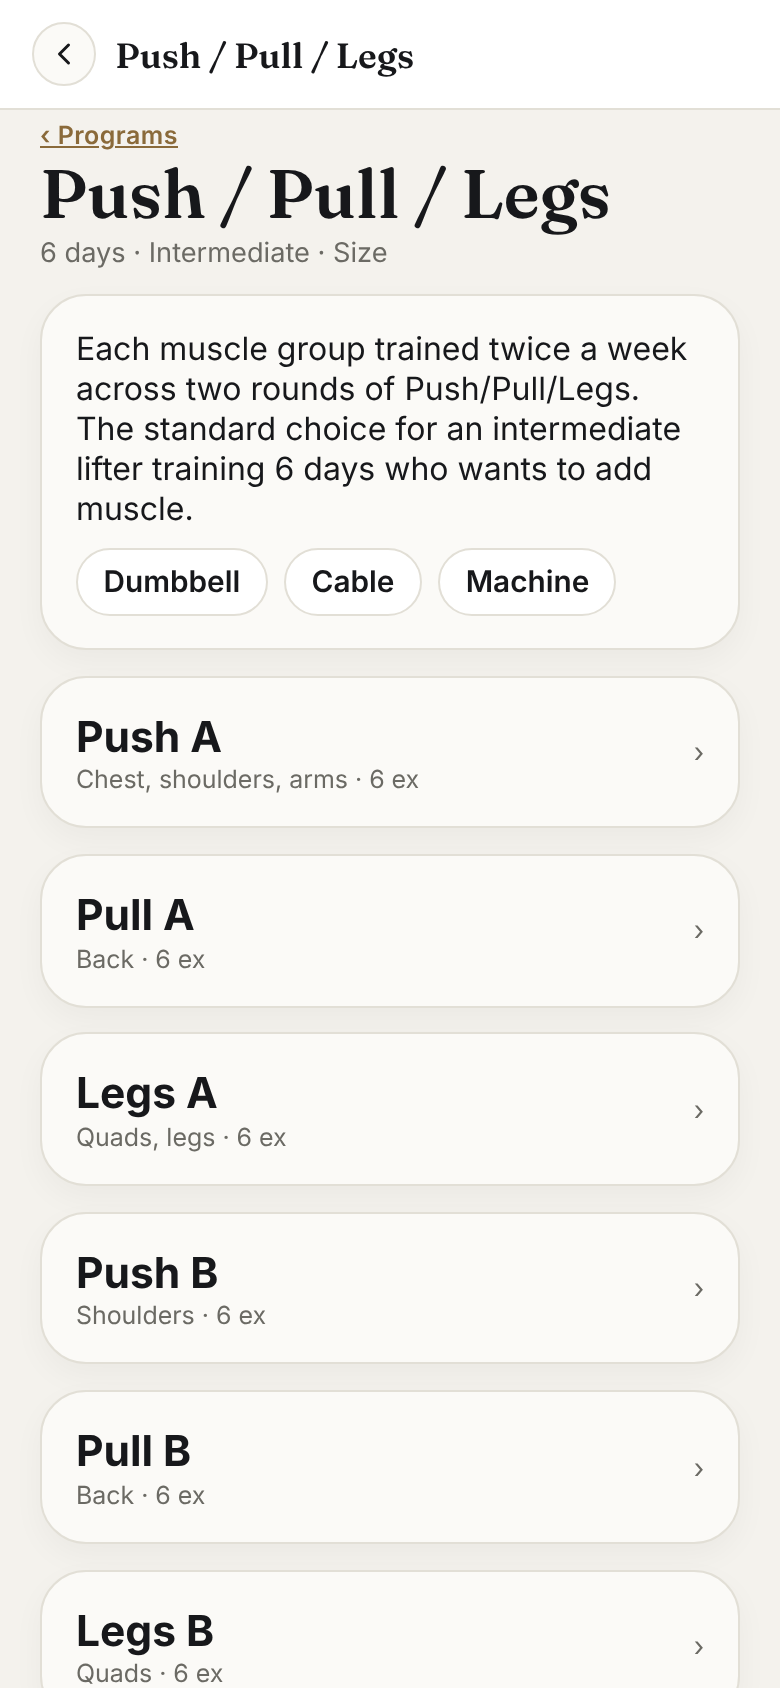 Push / Pull / Legs
‹ Programs
Push / Pull / Legs
6 days · Intermediate · Size
Each muscle group trained twice a week
across two rounds of Push/Pull/Legs.
The standard choice for an intermediate
lifter training 6 days who wants to add
muscle.
Dumbbell Cable Machine
Push A
Chest, shoulders, arms · 6 ex
›
Pull A
Back · 6 ex
›
Legs A
Quads, legs · 6 ex
›
Push B
Shoulders · 6 ex
›
Pull B
Back · 6 ex
›
Legs B
Quads · 6 ex
›